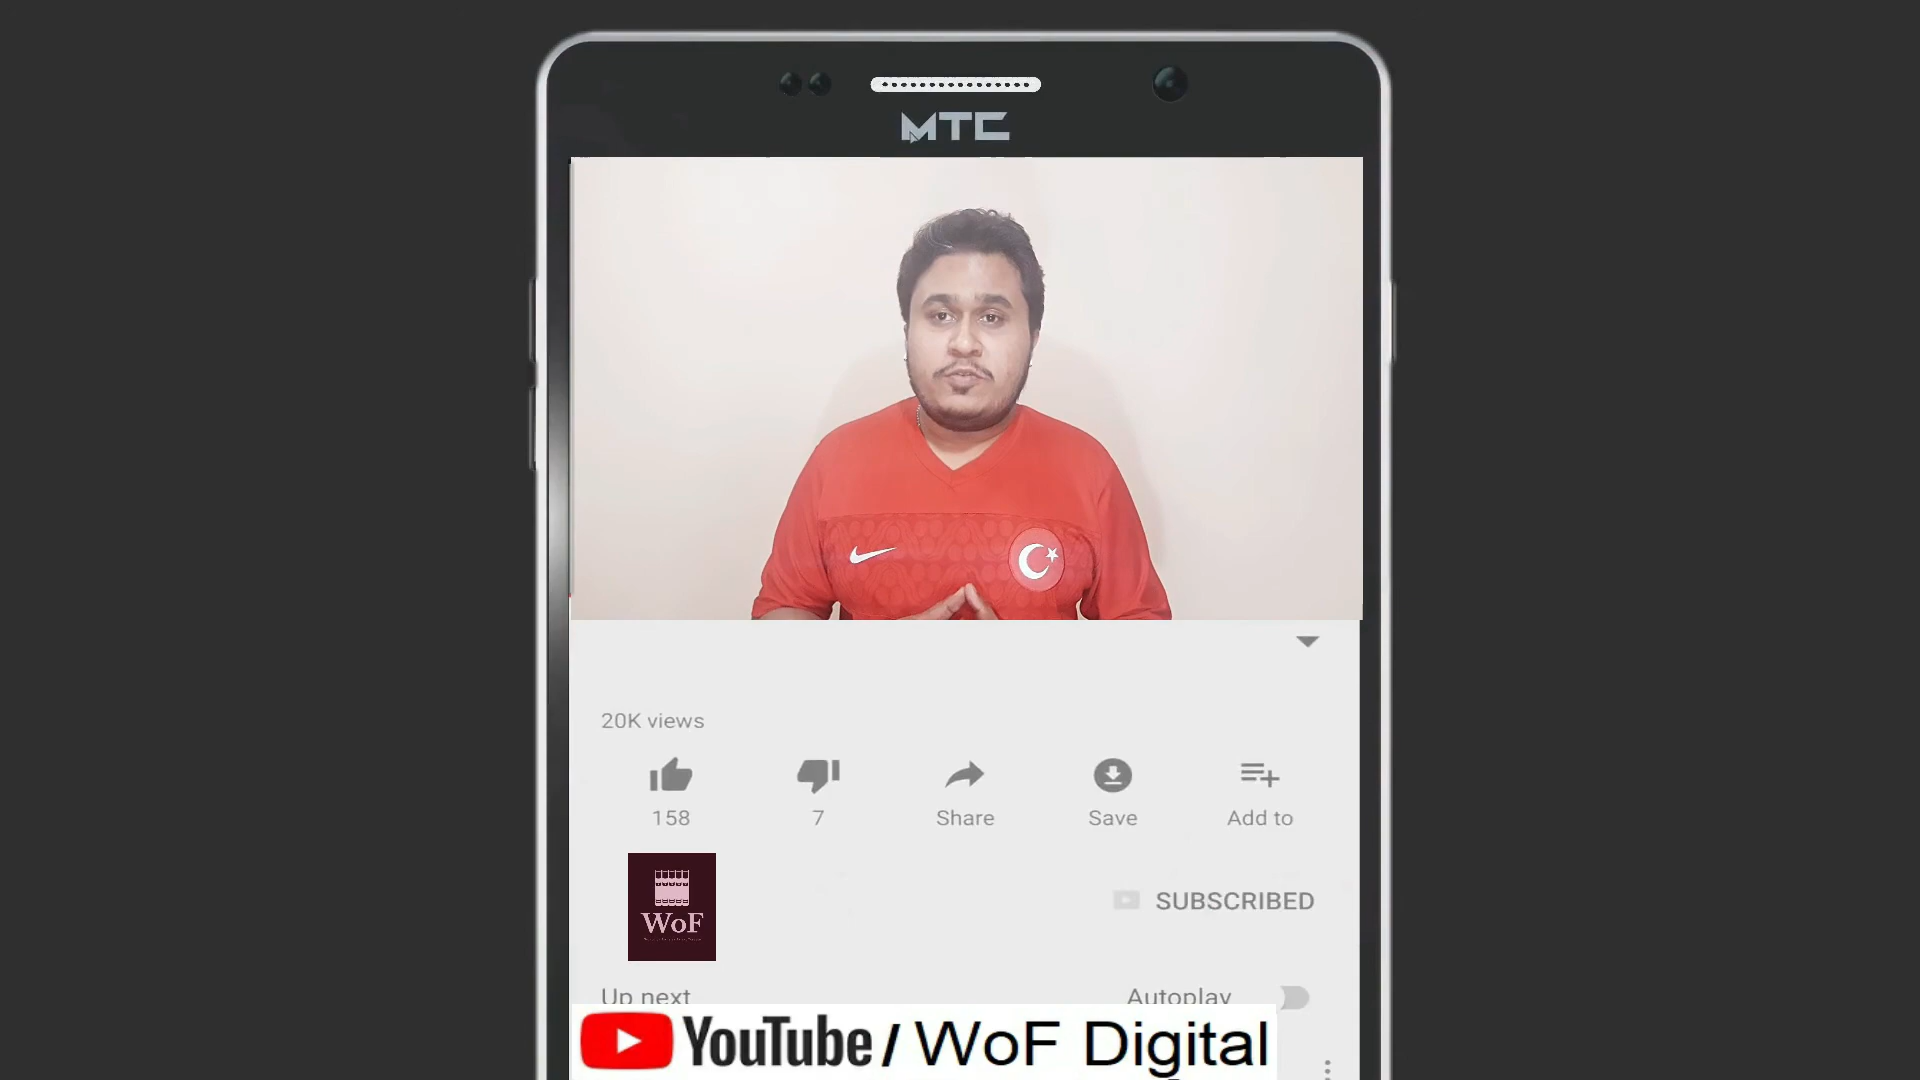 MTC
20K views
158
7
Share
Save
Add to
WoF
SUBSCRIBED
Up next
Autoplay
YouTube / WoF Digital